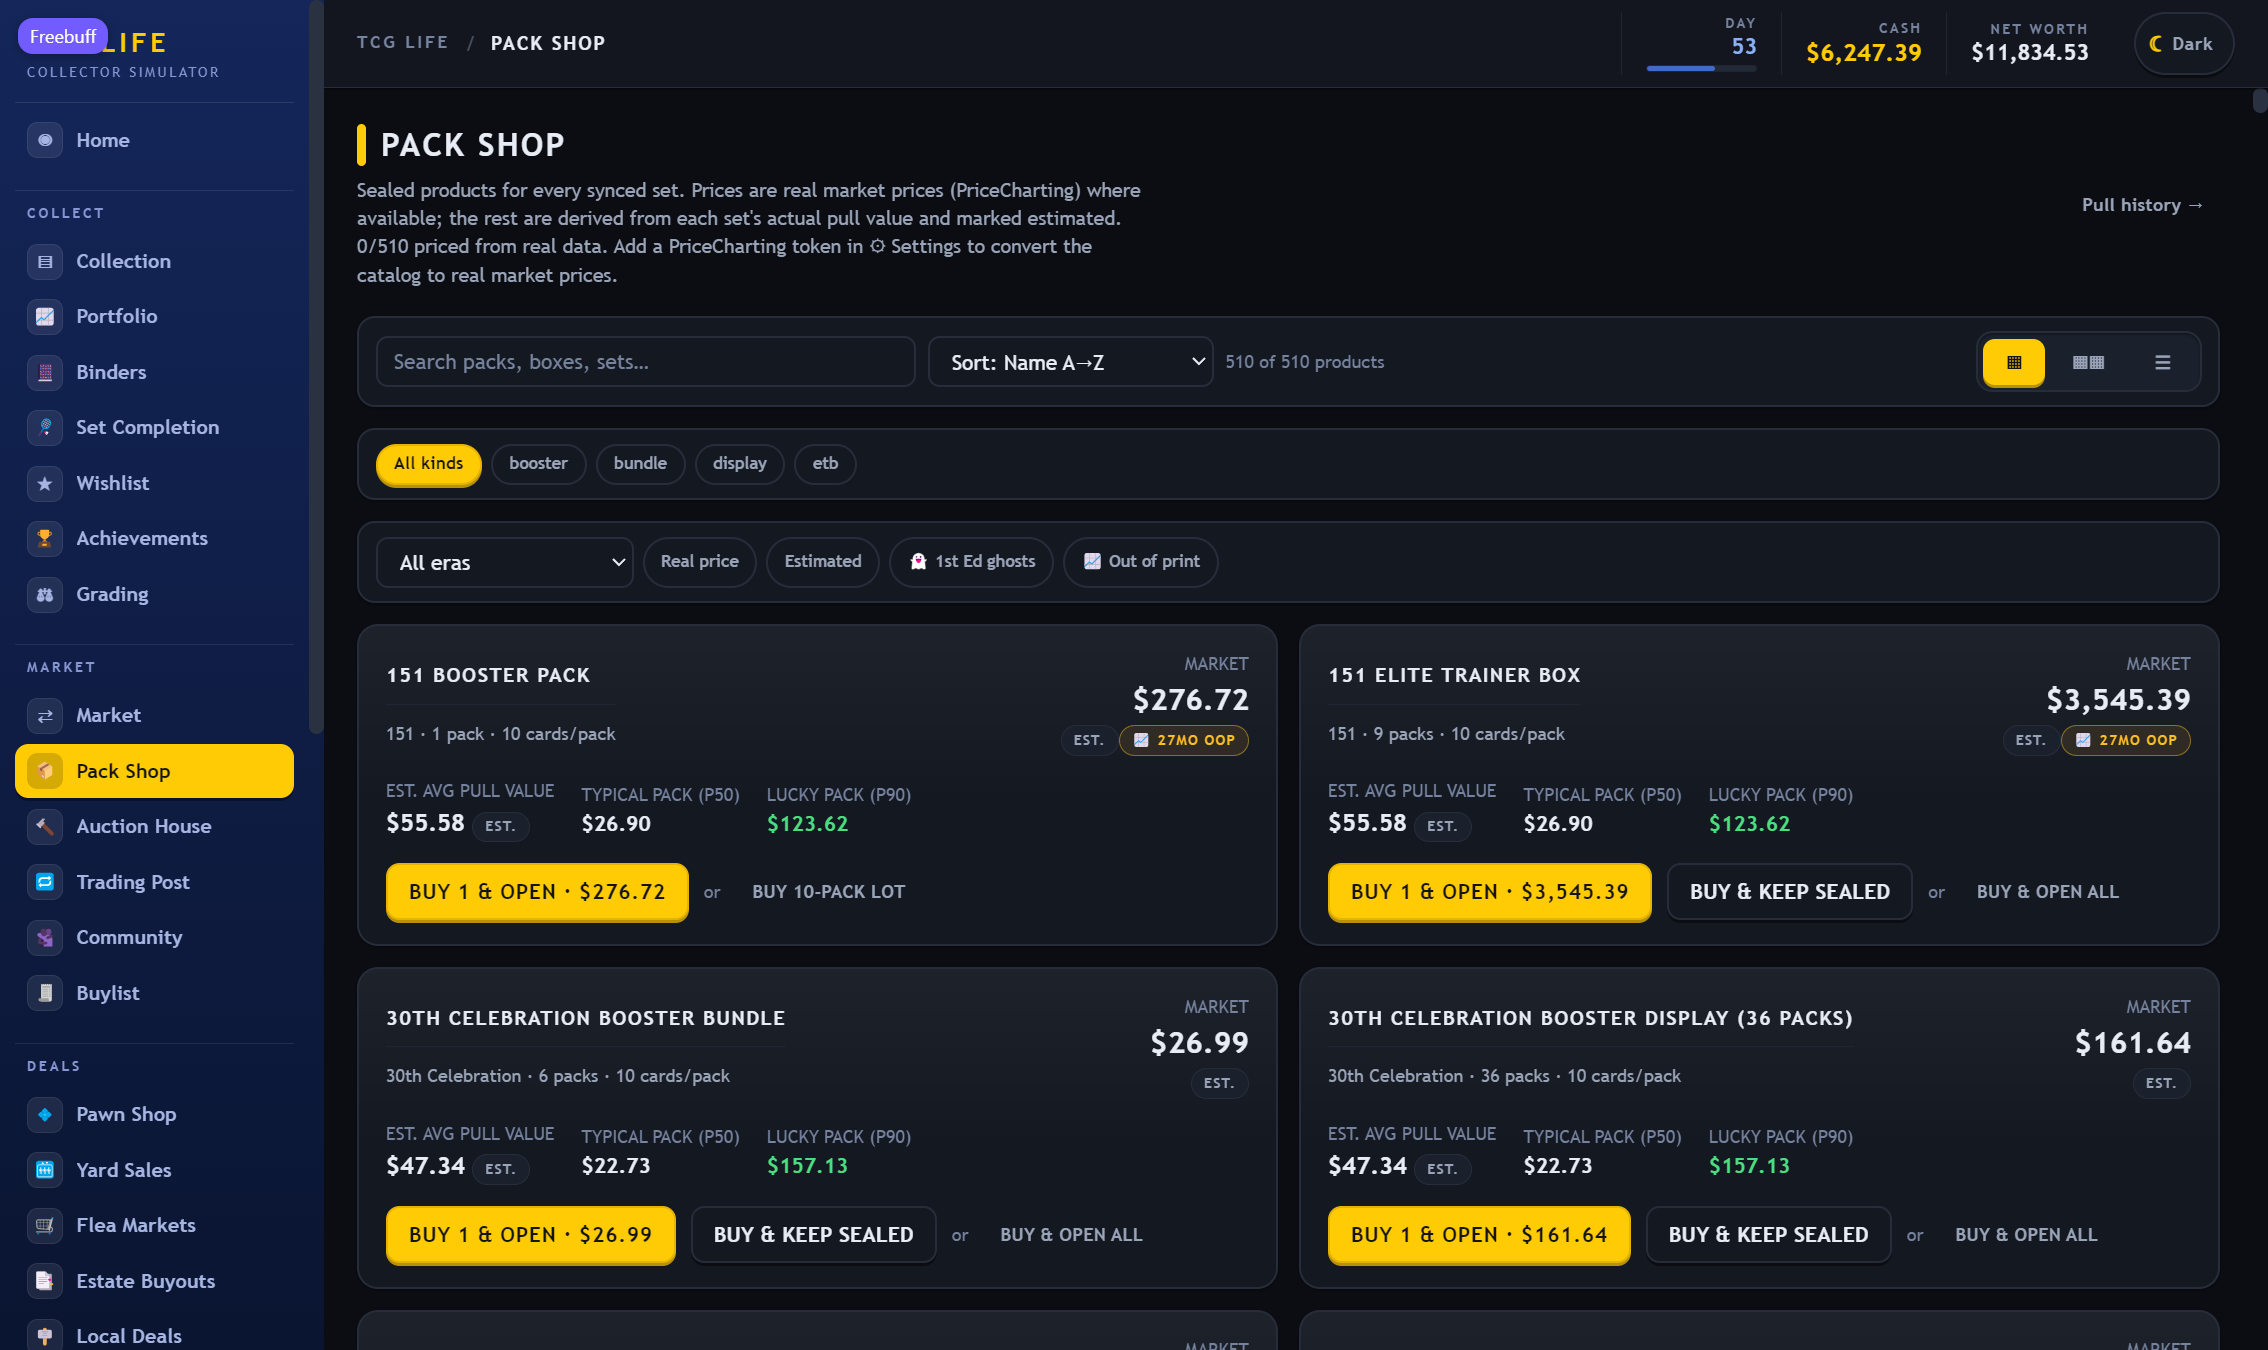 Freebuff
LIFE
COLLECTOR SIMULATOR
Home
COLLECT
Collection
Portfolio
Binders
Set Completion
Wishlist
Achievements
Grading
MARKET
Market
Pack Shop
Auction House
Trading Post
Community
Buylist
DEALS
Pawn Shop
Yard Sales
Flea Markets
Estate Buyouts
Local Deals
TCG LIFE / PACK SHOP
DAY
53
CASH
$6,247.39
NET WORTH
$11,834.53
Dark
PACK SHOP
Sealed products for every synced set. Prices are real market prices (PriceCharting) where
available; the rest are derived from each set's actual pull value and marked estimated.
0/510 priced from real data. Add a PriceCharting token in ⚙ Settings to convert the
catalog to real market prices.
Pull history →
Search packs, boxes, sets...
Sort: Name A→Z
510 of 510 products
All kinds
booster
bundle
display
etb
All eras
Real price
Estimated
1st Ed ghosts
Out of print
151 BOOSTER PACK
151 · 1 pack · 10 cards/pack
MARKET
$276.72
EST.
27MO OOP
EST. AVG PULL VALUE
$55.58 EST.
TYPICAL PACK (P50)
$26.90
LUCKY PACK (P90)
$123.62
BUY 1 & OPEN · $276.72
or
BUY 10-PACK LOT
151 ELITE TRAINER BOX
151 · 9 packs · 10 cards/pack
MARKET
$3,545.39
EST.
27MO OOP
EST. AVG PULL VALUE
$55.58 EST.
TYPICAL PACK (P50)
$26.90
LUCKY PACK (P90)
$123.62
BUY 1 & OPEN · $3,545.39
BUY & KEEP SEALED
or
BUY & OPEN ALL
30TH CELEBRATION BOOSTER BUNDLE
30th Celebration · 6 packs · 10 cards/pack
MARKET
$26.99
EST.
EST. AVG PULL VALUE
$47.34 EST.
TYPICAL PACK (P50)
$22.73
LUCKY PACK (P90)
$157.13
BUY 1 & OPEN · $26.99
BUY & KEEP SEALED
or
BUY & OPEN ALL
30TH CELEBRATION BOOSTER DISPLAY (36 PACKS)
30th Celebration · 36 packs · 10 cards/pack
MARKET
$161.64
EST.
EST. AVG PULL VALUE
$47.34 EST.
TYPICAL PACK (P50)
$22.73
LUCKY PACK (P90)
$157.13
BUY 1 & OPEN · $161.64
BUY & KEEP SEALED
or
BUY & OPEN ALL
MARKET
MARKET